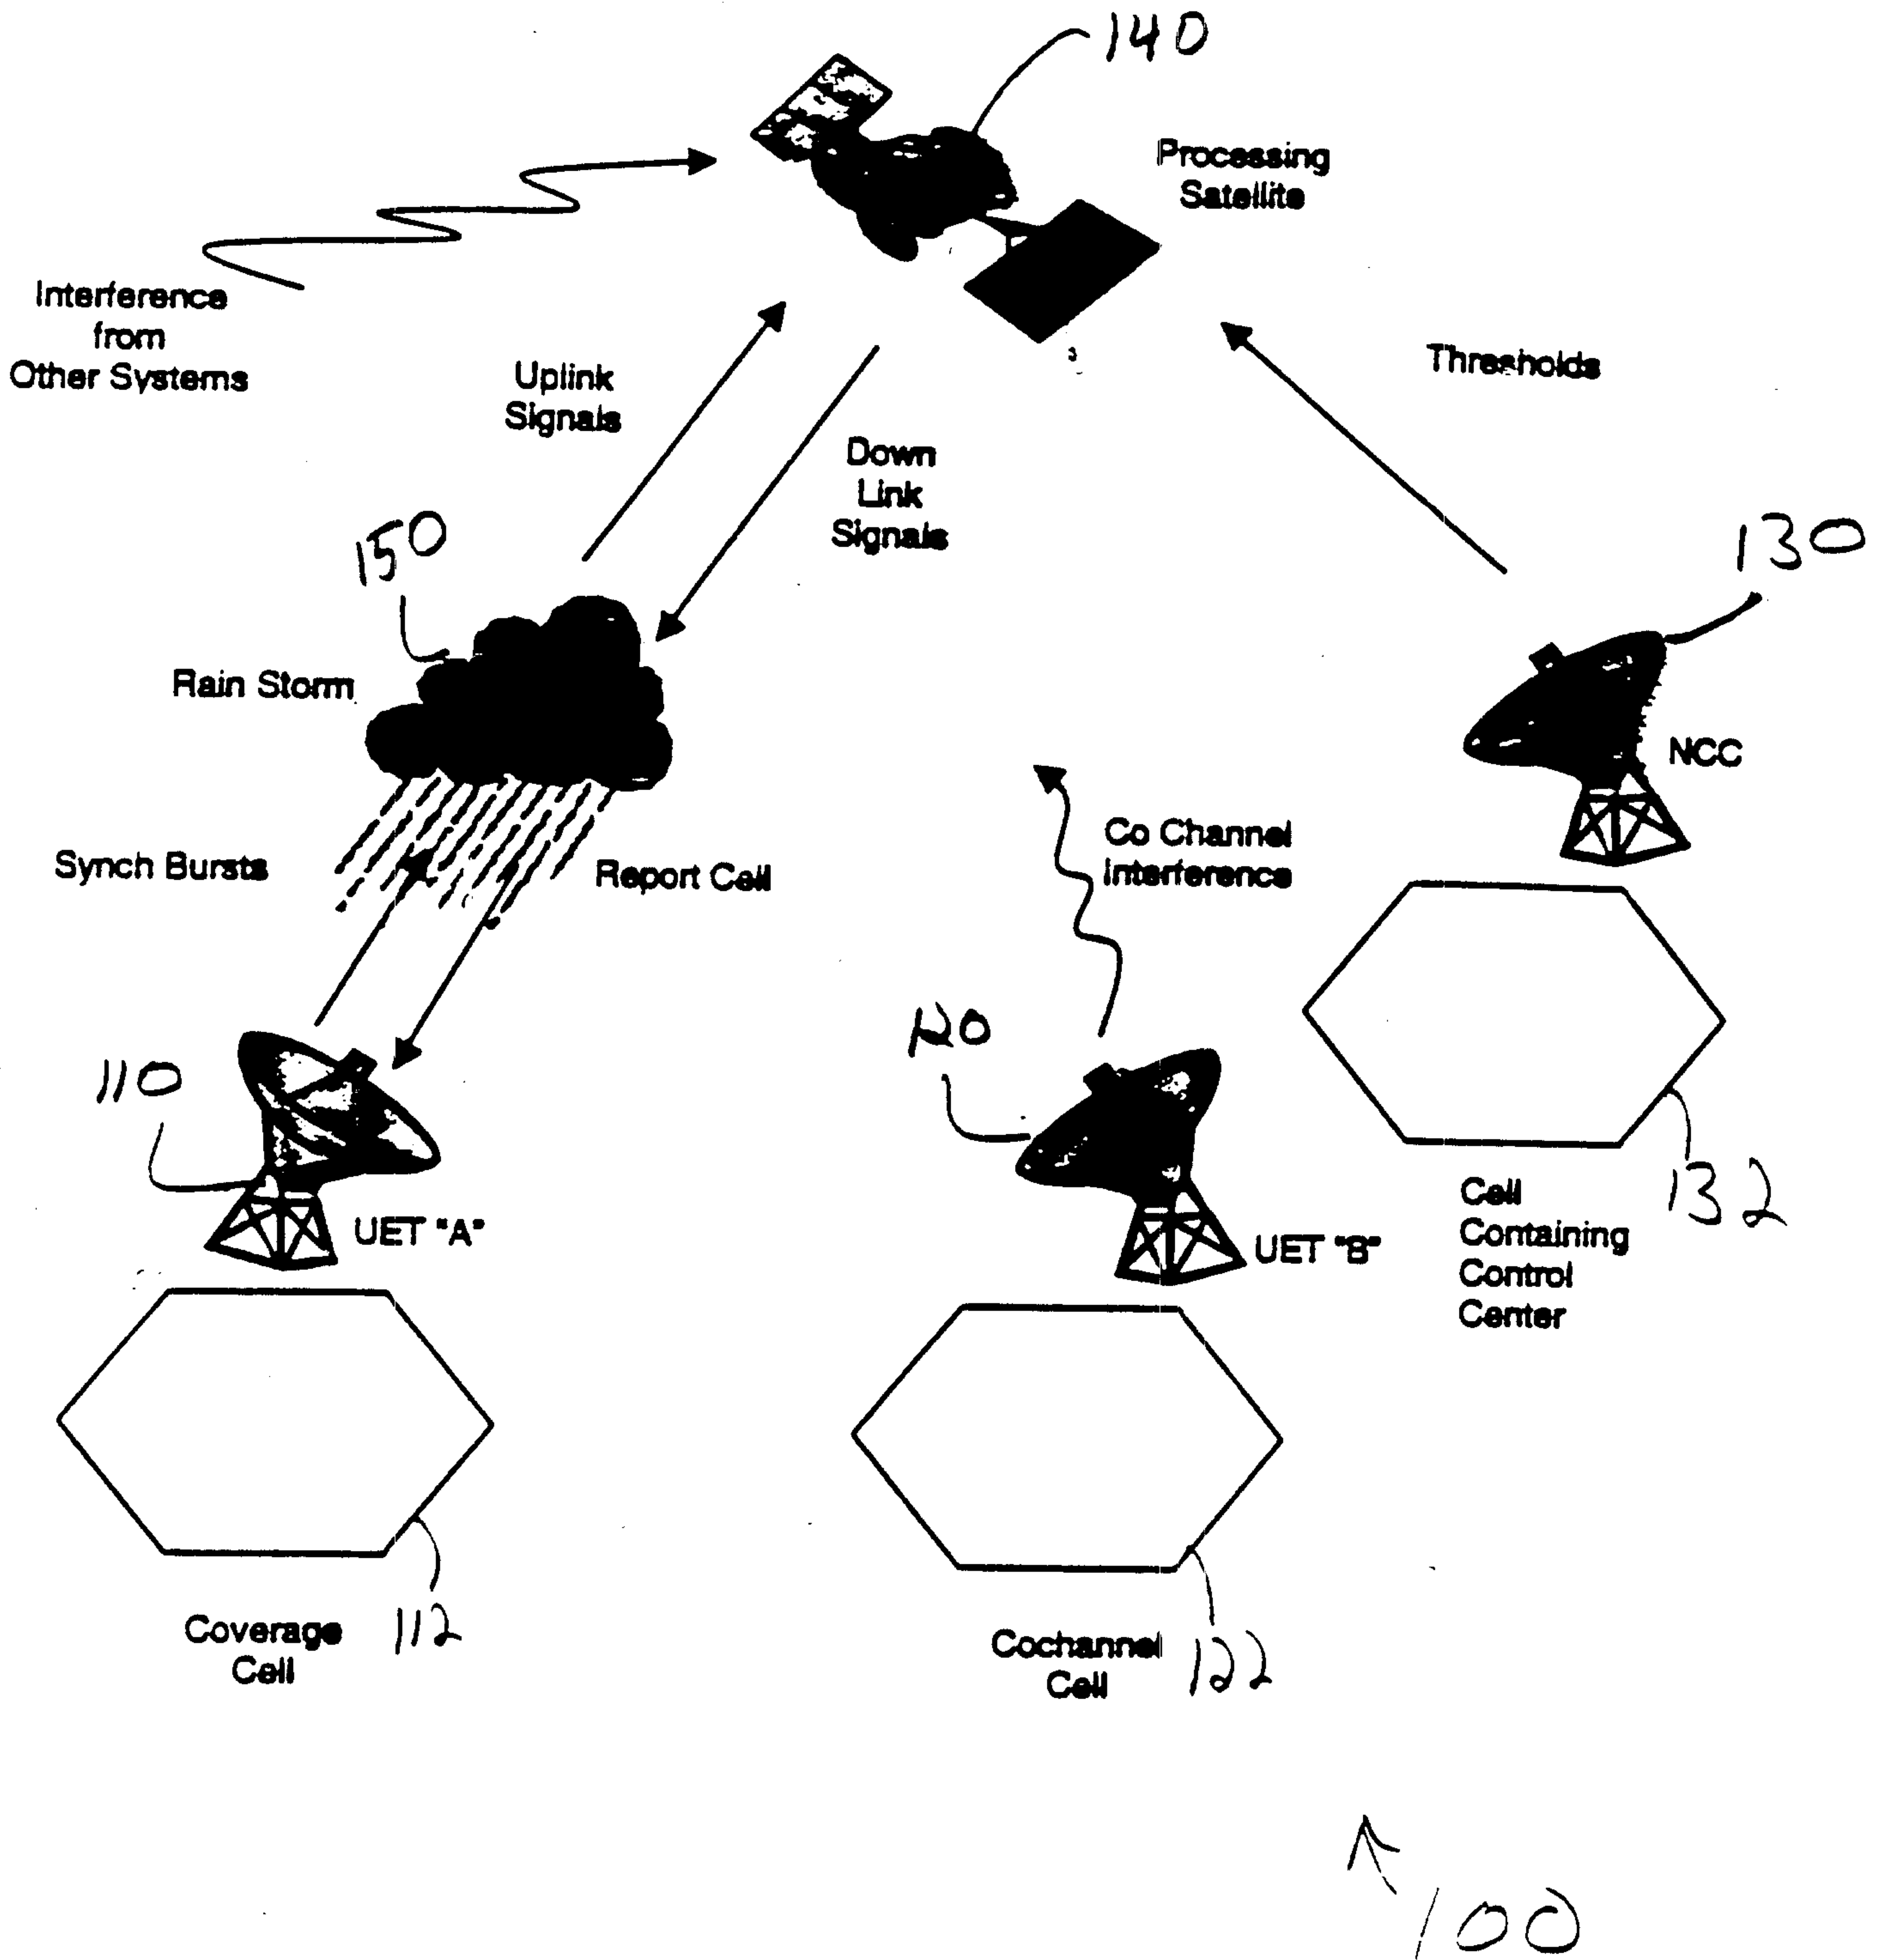 140
Processing
Satellite
Interference
from
Other Systems
Uplink
Signals
Thresholds
Down
Link
Signals
150
130
Rain Storm
NCC
Synch Bursts
Report Cell
Co Channel
Interference
120
110
UET "A"
UET "B"
Cell
Containing
Control
Center
132
Coverage
Cell
112
Cochannel
Cell
122
100